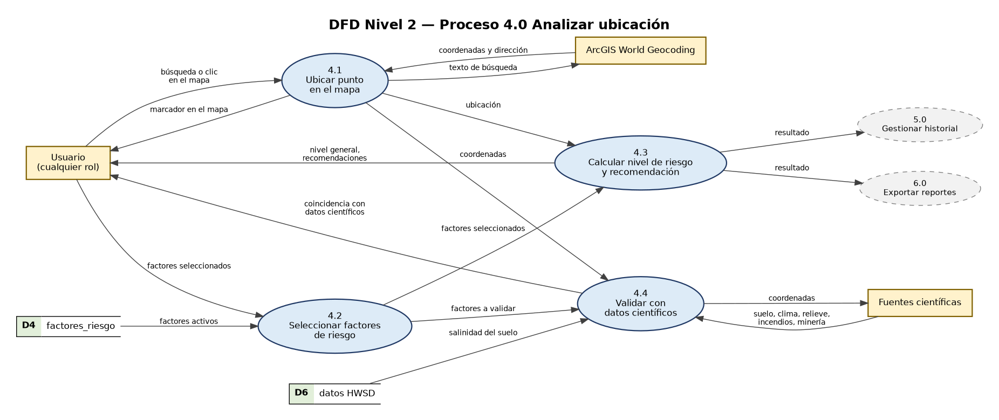 DFD Nivel 2 — Proceso 4.0 Analizar ubicación
ArcGIS World Geocoding
coordenadas y dirección
texto de búsqueda
4.1
Ubicar punto
en el mapa
búsqueda o clic
en el mapa
marcador en el mapa
ubicación
5.0
Gestionar historial
resultado
Usuario
(cualquier rol)
nivel general,
recomendaciones
coordenadas
4.3
Calcular nivel de riesgo
y recomendación
resultado
6.0
Exportar reportes
coincidencia con
datos científicos
factores seleccionados
factores seleccionados
4.4
Validar con
datos científicos
coordenadas
Fuentes científicas
suelo, clima, relieve,
incendios, minería
D4 factores_riesgo
factores activos
4.2
Seleccionar factores
de riesgo
factores a validar
salinidad del suelo
D6 datos HWSD